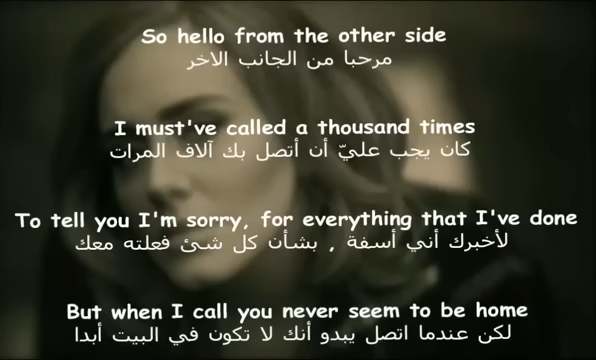 So hello from the other side
مرحبا من الجانب الاخر
I must've called a thousand times
كان يجب عليّ أن أتصل بك آلاف المرات
To tell you I'm sorry, for everything that I've done
لأخبرك أني أسفة , بشأن كل شئ فعلته معك
But when I call you never seem to be home
لكن عندما اتصل يبدو أنك لا تكون في البيت أبدا